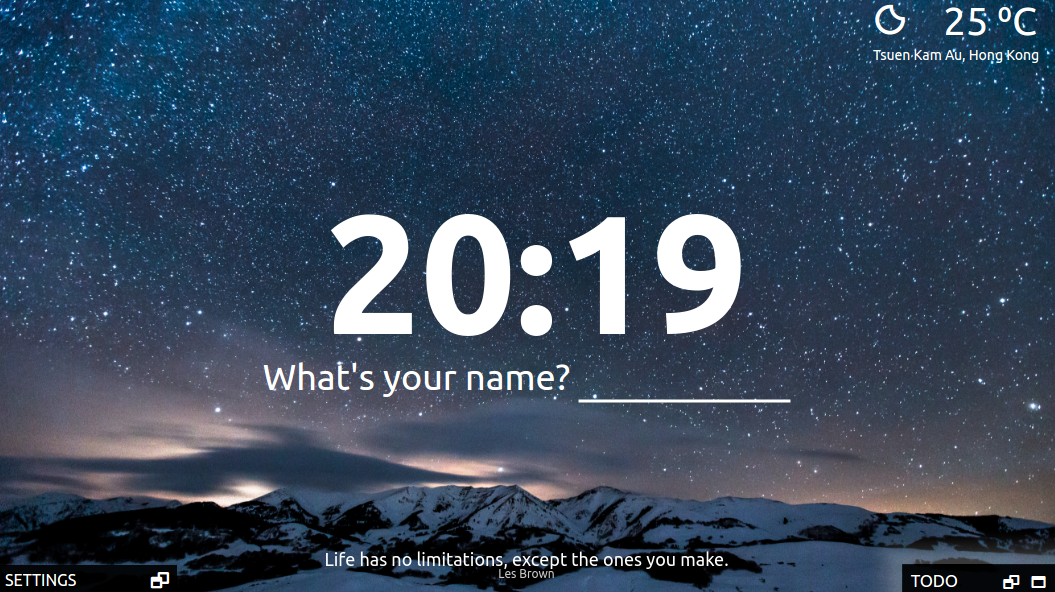 25 ºC
Tsuen Kam Au, Hong Kong
20:19
What's your name?
Life has no limitations, except the ones you make.
Les Brown
SETTINGS
TODO